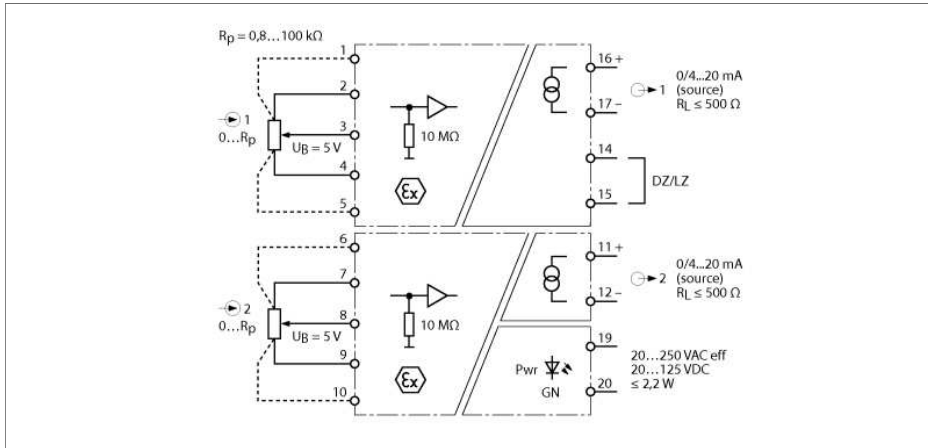 Rp = 0,8…100 kΩ
1
2
3
4
5
1
0…Rp
UB = 5 V
10 MΩ
Ex
16 +
17 –
1
0/4...20 mA
(source)
RL ≤ 500 Ω
14
15
DZ/LZ
6
7
8
9
10
2
0…Rp
UB = 5 V
10 MΩ
Ex
11 +
12 –
2
0/4...20 mA
(source)
RL ≤ 500 Ω
19
20
Pwr
GN
20…250 VAC eff
20…125 VDC
≤ 2,2 W